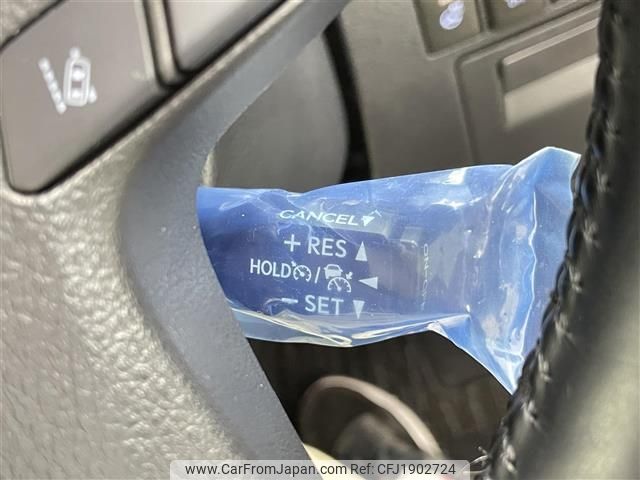 CANCEL
+ RES
HOLD /
− SET
www.CarFromJapan.com | Ref: CFJ1902724